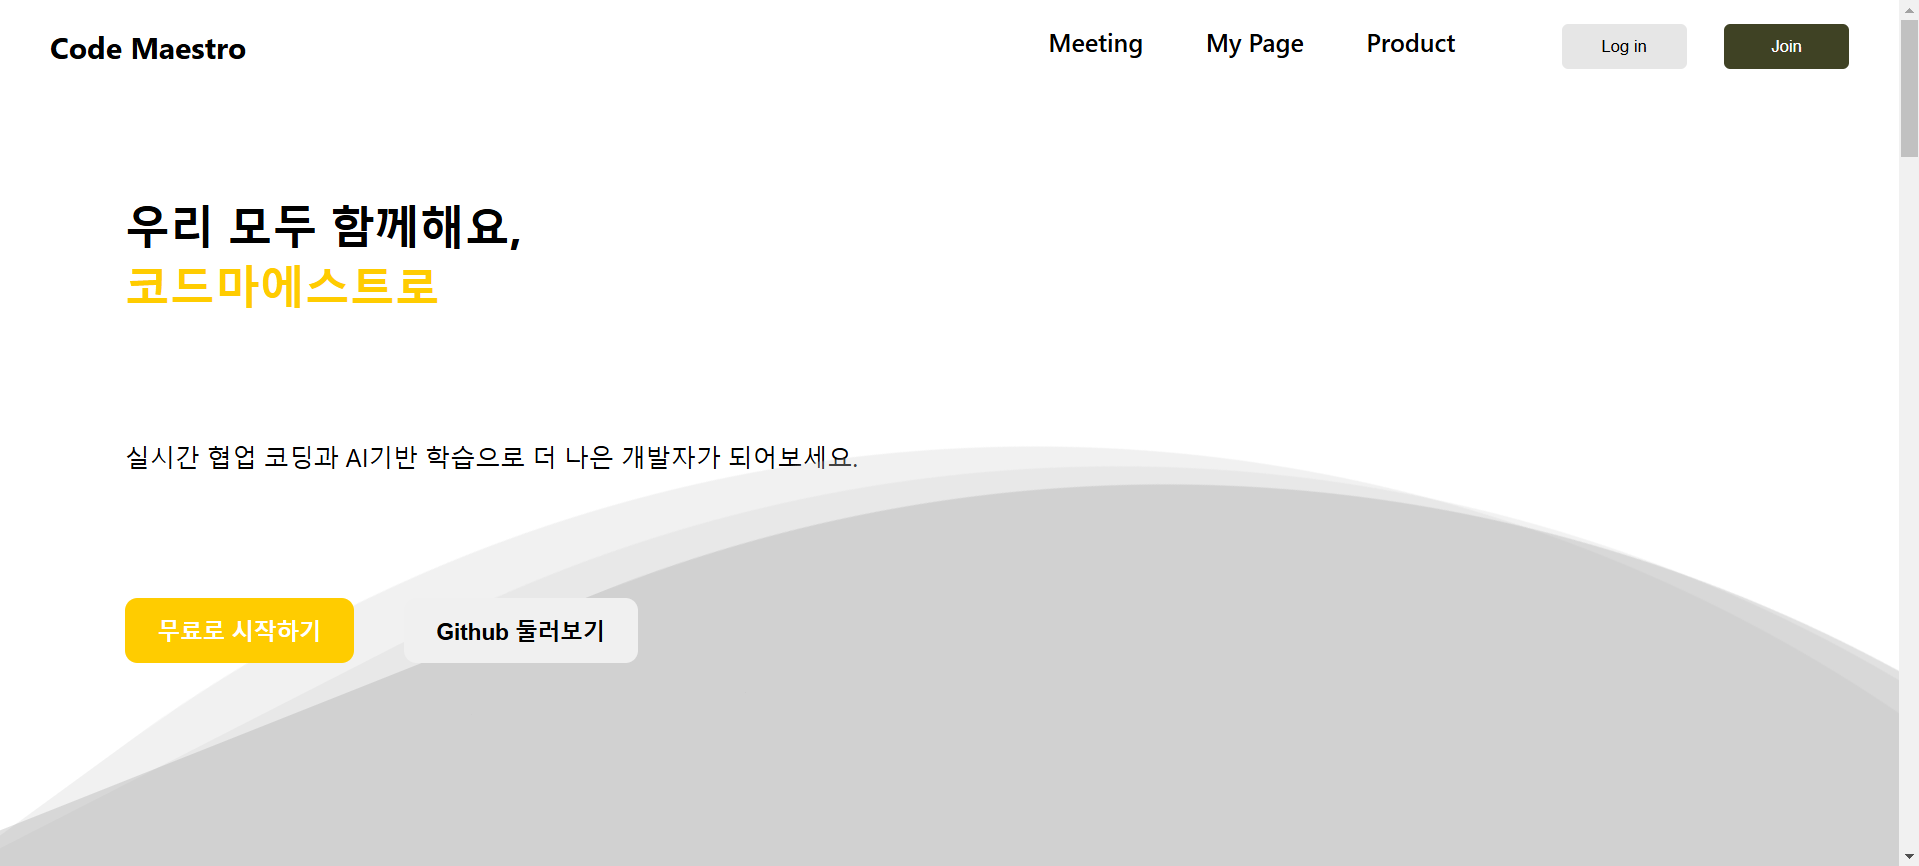 Code Maestro
Meeting My Page Product Log in Join
우리 모두 함께해요,
코드마에스트로
실시간 협업 코딩과 AI기반 학습으로 더 나은 개발자가 되어보세요.
무료로 시작하기 Github 둘러보기